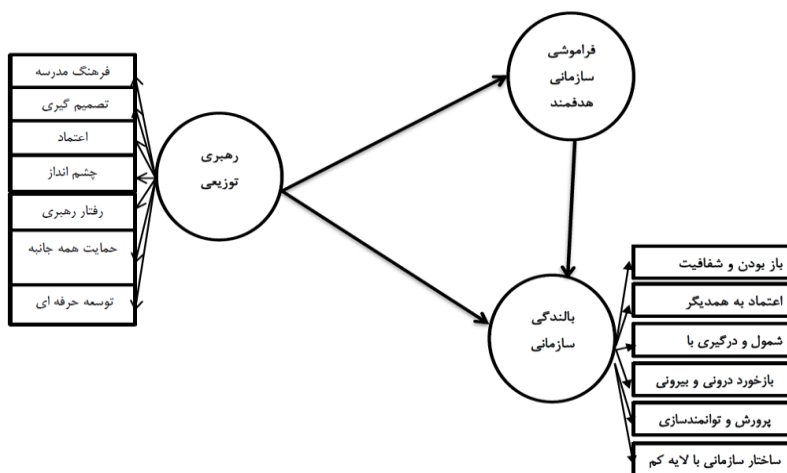 فراموشی
سازمانی
هدفمند
فرهنگ مدرسه
تصمیم گیری
اعتماد
چشم انداز
رفتار رهبری
حمایت همه جانبه
توسعه حرفه ای
رهبری
توزیعی
بالندگی
سازمانی
باز بودن و شفافیت
اعتماد به همدیگر
شمول و درگیری با
بازخورد درونی و بیرونی
پرورش و توانمندسازی
ساختار سازمانی با لایه کم